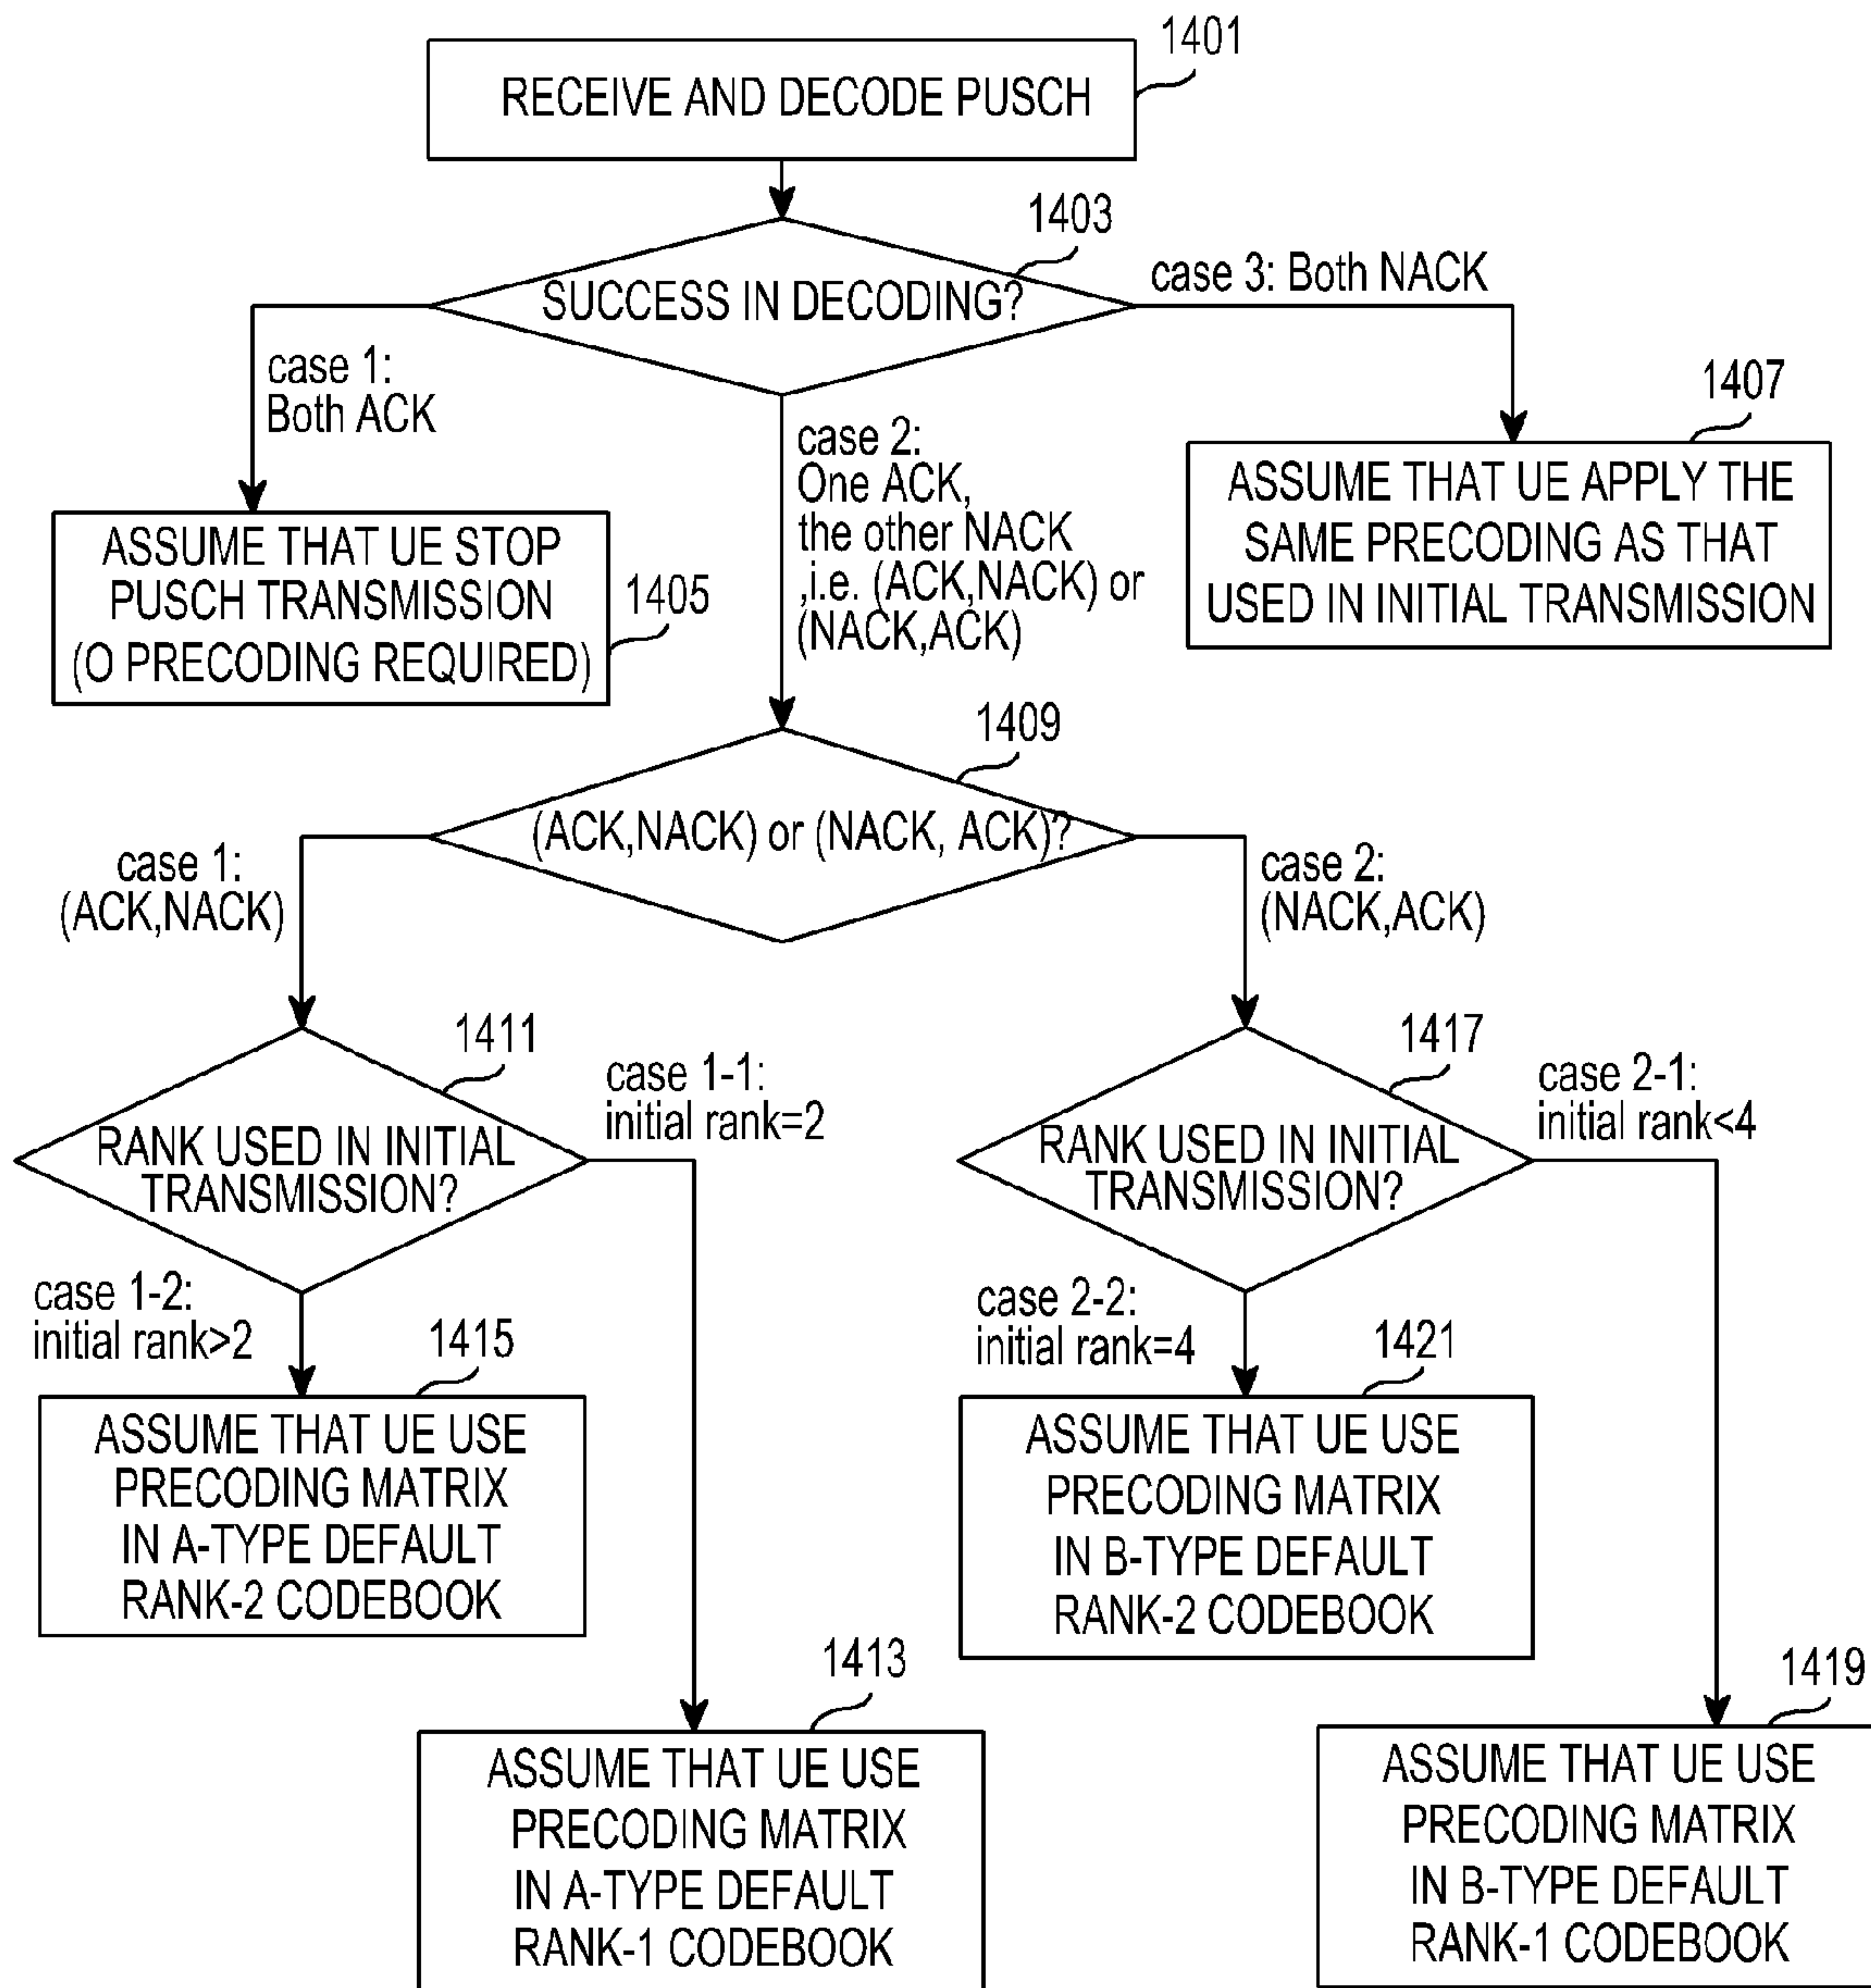 1401
RECEIVE AND DECODE PUSCH
1403
SUCCESS IN DECODING?
case 3: Both NACK
case 1:
Both ACK
case 2:
One ACK,
the other NACK
,i.e. (ACK,NACK) or
(NACK,ACK)
1407
ASSUME THAT UE APPLY THE
SAME PRECODING AS THAT
USED IN INITIAL TRANSMISSION
ASSUME THAT UE STOP
PUSCH TRANSMISSION
(O PRECODING REQUIRED)
1405
1409
(ACK,NACK) or (NACK, ACK)?
case 1:
(ACK,NACK)
case 2:
(NACK,ACK)
1411
RANK USED IN INITIAL
TRANSMISSION?
case 1-1:
initial rank=2
1417
RANK USED IN INITIAL
TRANSMISSION?
case 2-1:
initial rank<4
case 1-2:
initial rank>2
1415
ASSUME THAT UE USE
PRECODING MATRIX
IN A-TYPE DEFAULT
RANK-2 CODEBOOK
case 2-2:
initial rank=4
1421
ASSUME THAT UE USE
PRECODING MATRIX
IN B-TYPE DEFAULT
RANK-2 CODEBOOK
1413
ASSUME THAT UE USE
PRECODING MATRIX
IN A-TYPE DEFAULT
RANK-1 CODEBOOK
1419
ASSUME THAT UE USE
PRECODING MATRIX
IN B-TYPE DEFAULT
RANK-1 CODEBOOK